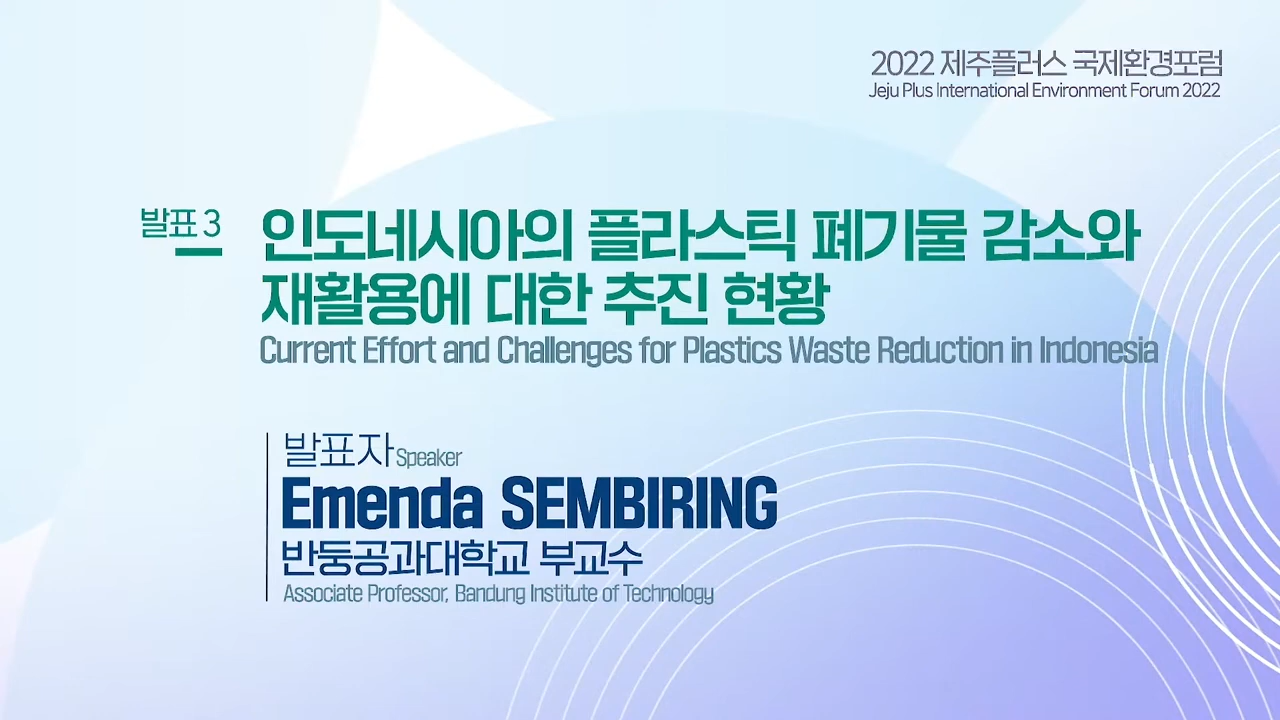 2022 제주플러스 국제환경포럼
Jeju Plus International Environment Forum 2022
발표 3
인도네시아의 플라스틱 폐기물 감소와
재활용에 대한 추진 현황
Current Effort and Challenges for Plastics Waste Reduction in Indonesia
발표자 Speaker
Emenda SEMBIRING
반둥공과대학교 부교수
Associate Professor, Bandung Institute of Technology